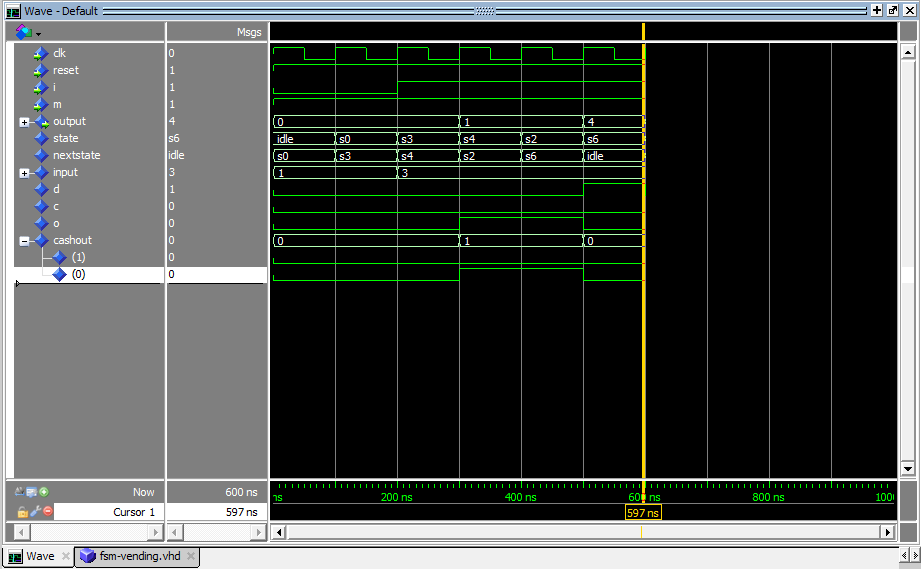 Wave - Default
Msgs
clk 0
reset 1
i 1
m 1
output 4 0 1 4
state s6 idle s0 s3 s4 s2 s6
nextstate idle s0 s3 s4 s2 s6 idle
input 3 1 3
d 1
c 0
o 0
cashout 0 0 1 0
(1) 0
(0) 0
Now 600 ns ns 200 ns 400 ns 600 ns 800 ns 1000
Cursor 1 597 ns 597 ns
Wave fsm-vending.vhd